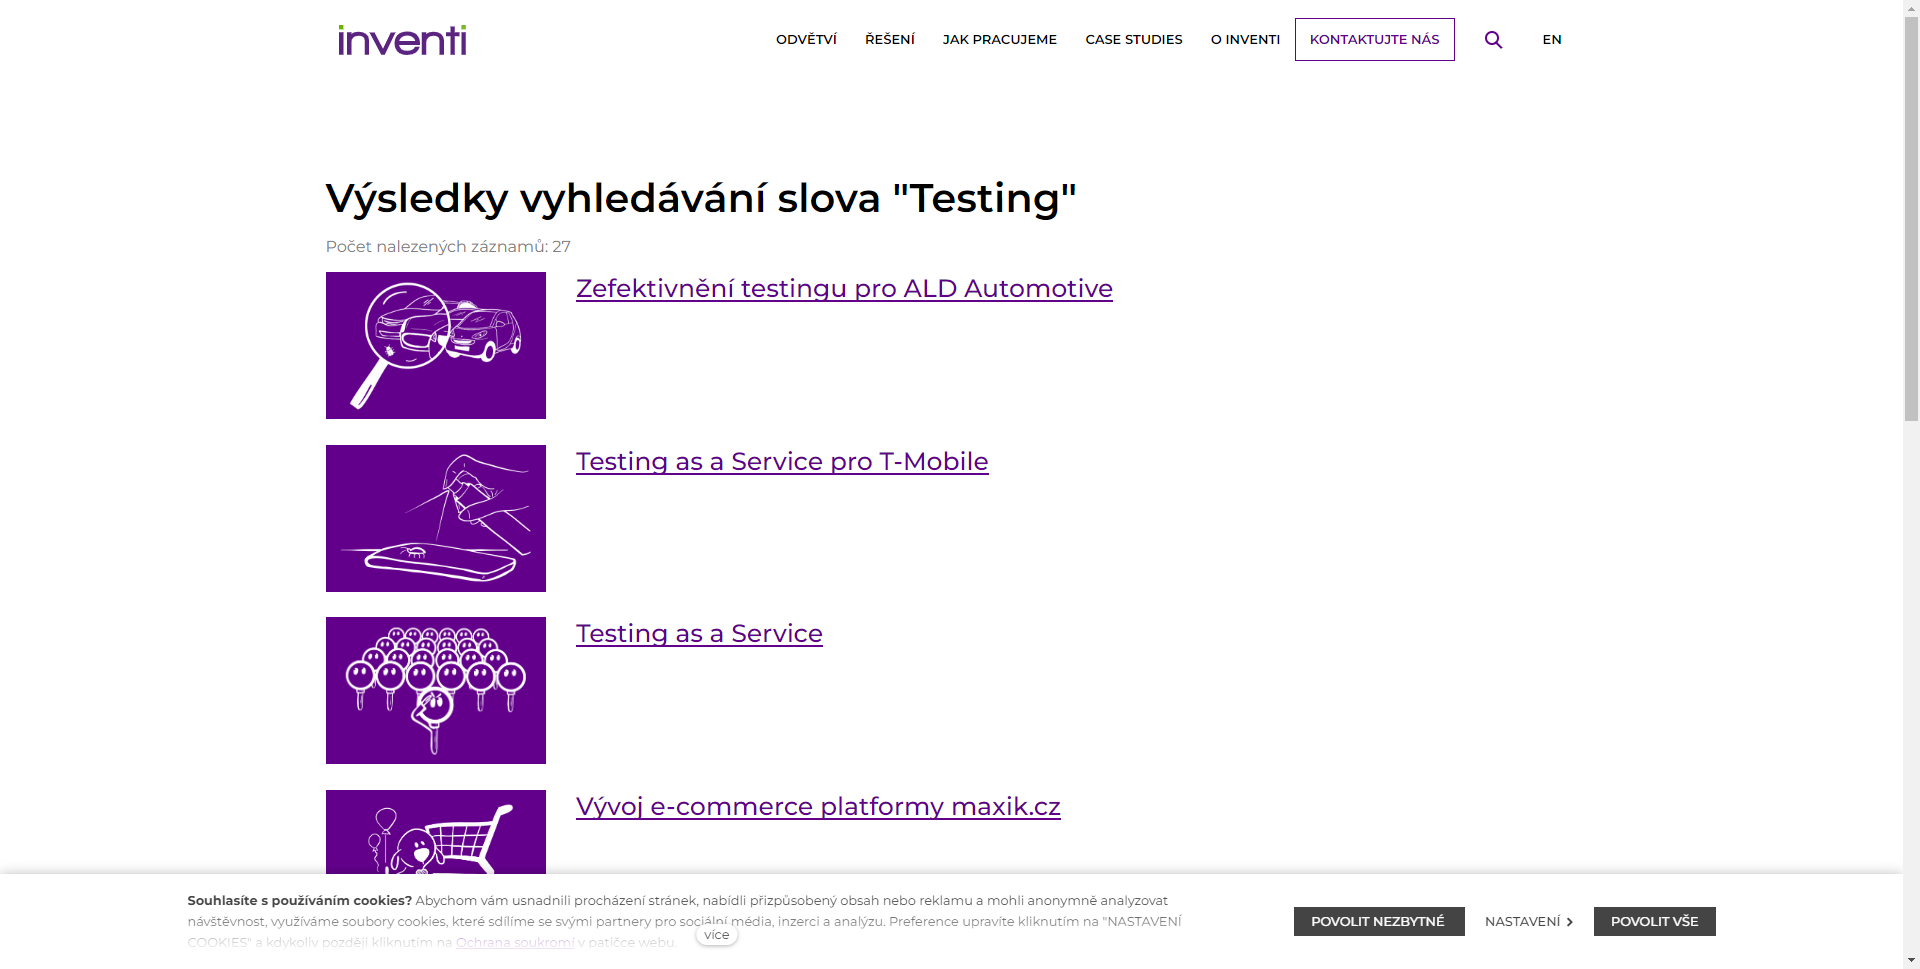 inventi
ODVĚTVÍ ŘEŠENÍ JAK PRACUJEME CASE STUDIES O INVENTI KONTAKTUJTE NÁS EN
Výsledky vyhledávání slova "Testing"
Počet nalezených záznamů: 27
Zefektivnění testingu pro ALD Automotive
Testing as a Service pro T-Mobile
Testing as a Service
Vývoj e-commerce platformy maxik.cz
Souhlasíte s používáním cookies? Abychom vám usnadnili procházení stránek, nabídli přizpůsobený obsah nebo reklamu a mohli anonymně analyzovat
návštěvnost, využíváme soubory cookies, které sdílíme se svými partnery pro sociální média, inzerci a analýzu. Preference upravíte kliknutím na "NASTAVENÍ
COOKIES" a kdykoliv později kliknutím na Ochrana soukromí v patičce webu.
více
POVOLIT NEZBYTNÉ NASTAVENÍ POVOLIT VŠE